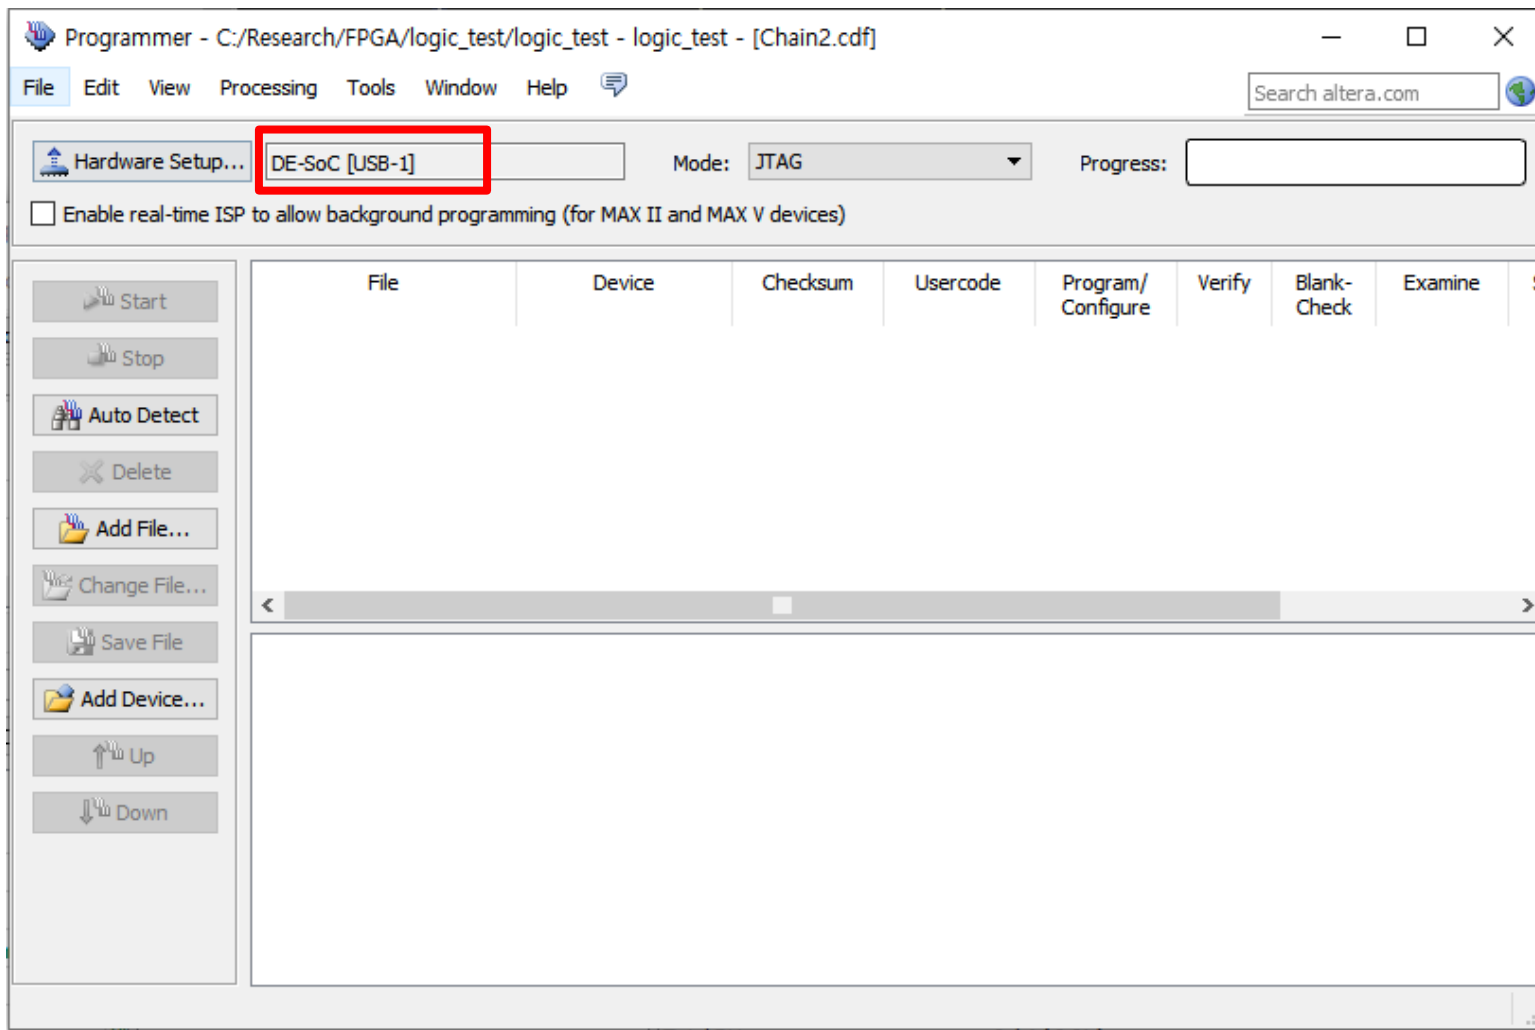 Programmer - C:/Research/FPGA/logic_test/logic_test - logic_test - [Chain2.cdf]
File Edit View Processing Tools Window Help Search altera.com
Hardware Setup... DE-SoC [USB-1] Mode: JTAG Progress:
Enable real-time ISP to allow background programming (for MAX II and MAX V devices)
File Device Checksum Usercode Program/ Verify Blank- Examine
Configure Check
Start
Stop
Auto Detect
Delete
Add File...
Change File...
Save File
Add Device...
Up
Down